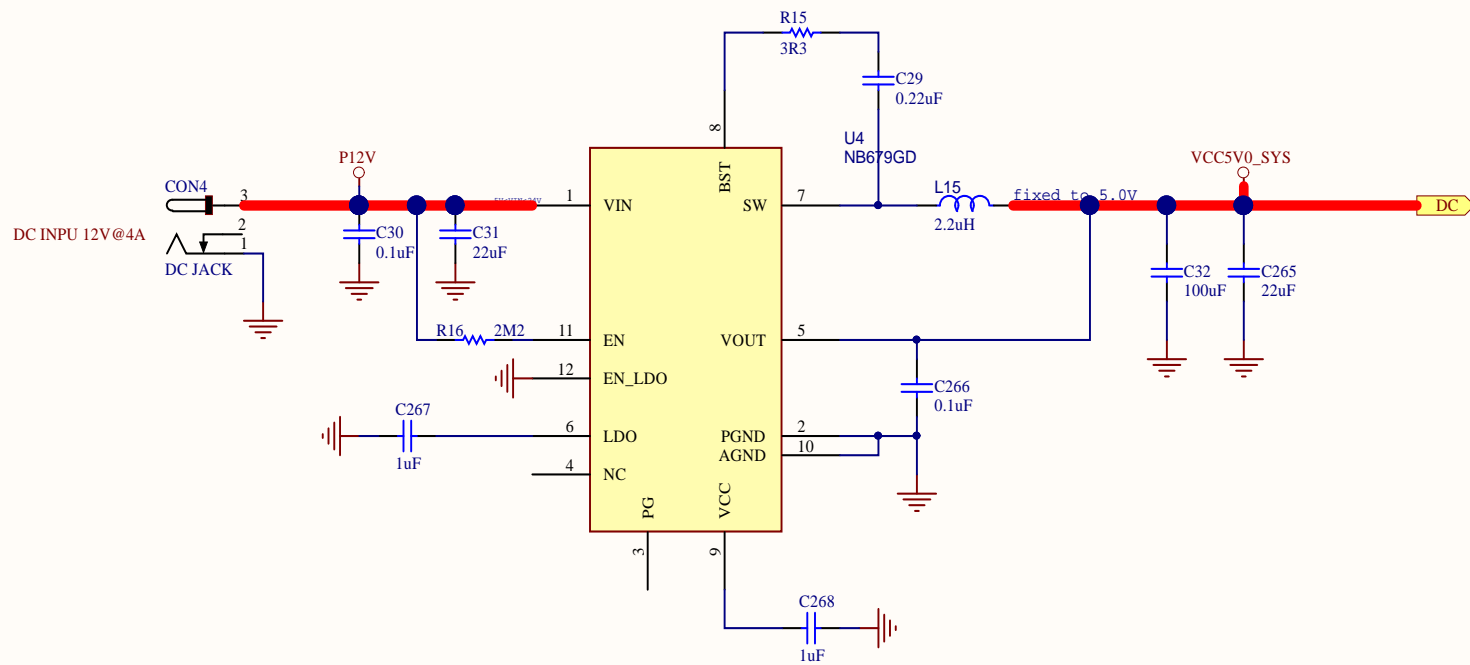 R15
3R3
C29
0.22uF
8
BST
U4
NB679GD
P12V
VCC5V0_SYS
CON4
3
1
VIN
SW
7
L15
2.2uH
fixed to 5.0V
DC
2
1
DC INPU 12V@4A
DC JACK
C30
0.1uF
C31
22uF
C32
100uF
C265
22uF
R16
2M2
11
EN
VOUT
5
12
EN_LDO
C266
0.1uF
C267
1uF
6
LDO
PGND
2
AGND
10
4
NC
PG
3
VCC
9
C268
1uF